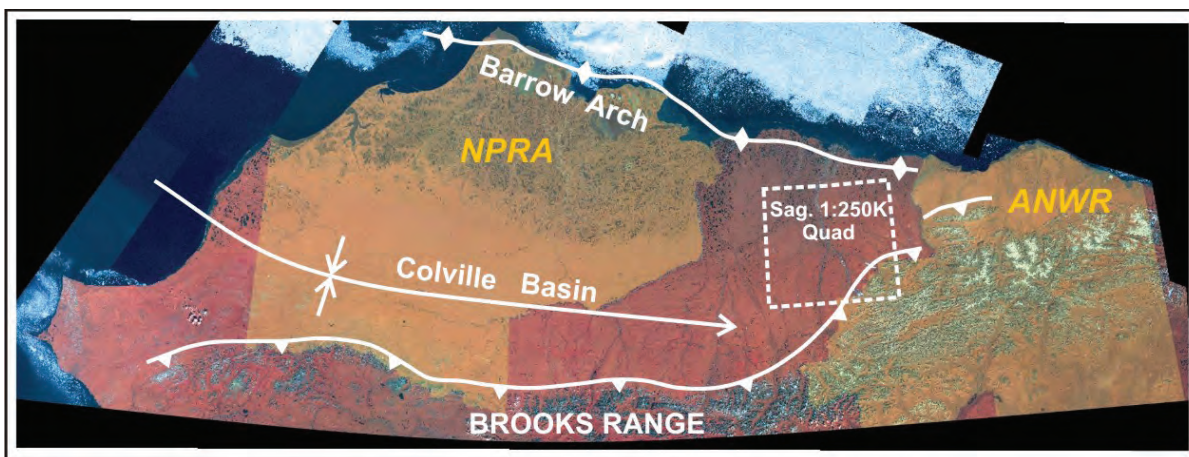 Barrow Arch
NPRA
ANWR
Sag. 1:250K
Quad
Colville Basin
BROOKS RANGE